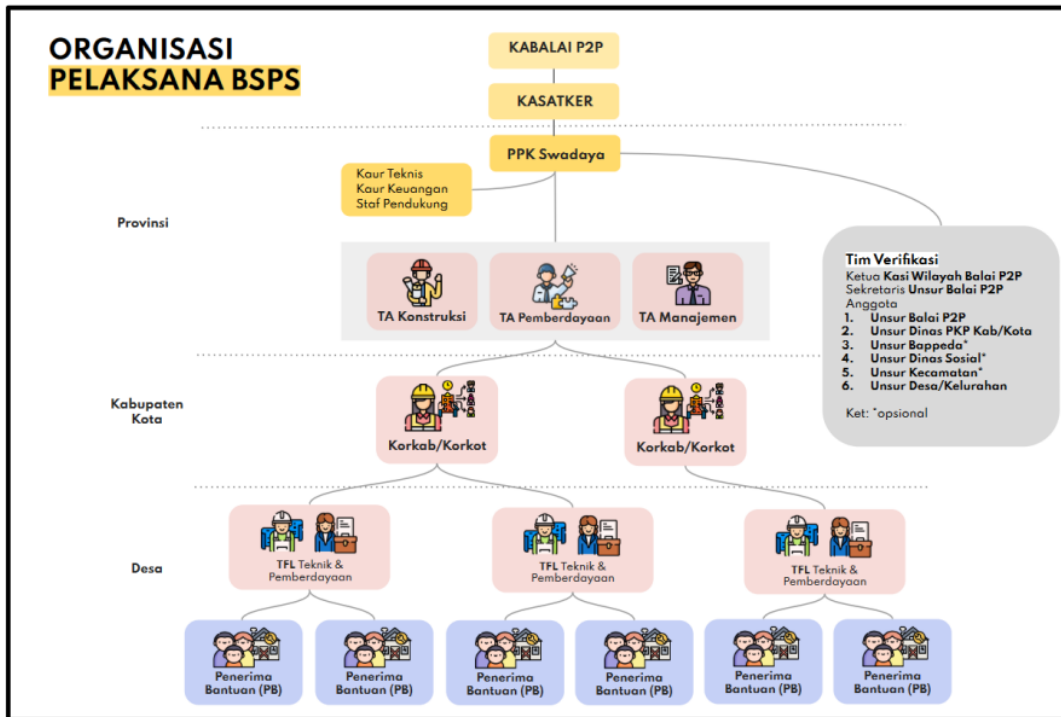 ORGANISASI
PELAKSANA BSPS
KABALAI P2P
KASATKER
PPK Swadaya
Kaur Teknis
Kaur Keuangan
Staf Pendukung
Provinsi
TA Konstruksi
TA Pemberdayaan
TA Manajemen
Tim Verifikasi
Ketua Kasi Wilayah Balai P2P
Sekretaris Unsur Balai P2P
Anggota
1. Unsur Balai P2P
2. Unsur Dinas PKP Kab/Kota
3. Unsur Bappeda*
4. Unsur Dinas Sosial*
5. Unsur Kecamatan*
6. Unsur Desa/Kelurahan
Ket: *opsional
Kabupaten
Kota
Korkab/Korkot
Korkab/Korkot
Desa
TFL Teknik &
Pemberdayaan
TFL Teknik &
Pemberdayaan
TFL Teknik &
Pemberdayaan
Penerima
Bantuan (PB)
Penerima
Bantuan (PB)
Penerima
Bantuan (PB)
Penerima
Bantuan (PB)
Penerima
Bantuan (PB)
Penerima
Bantuan (PB)